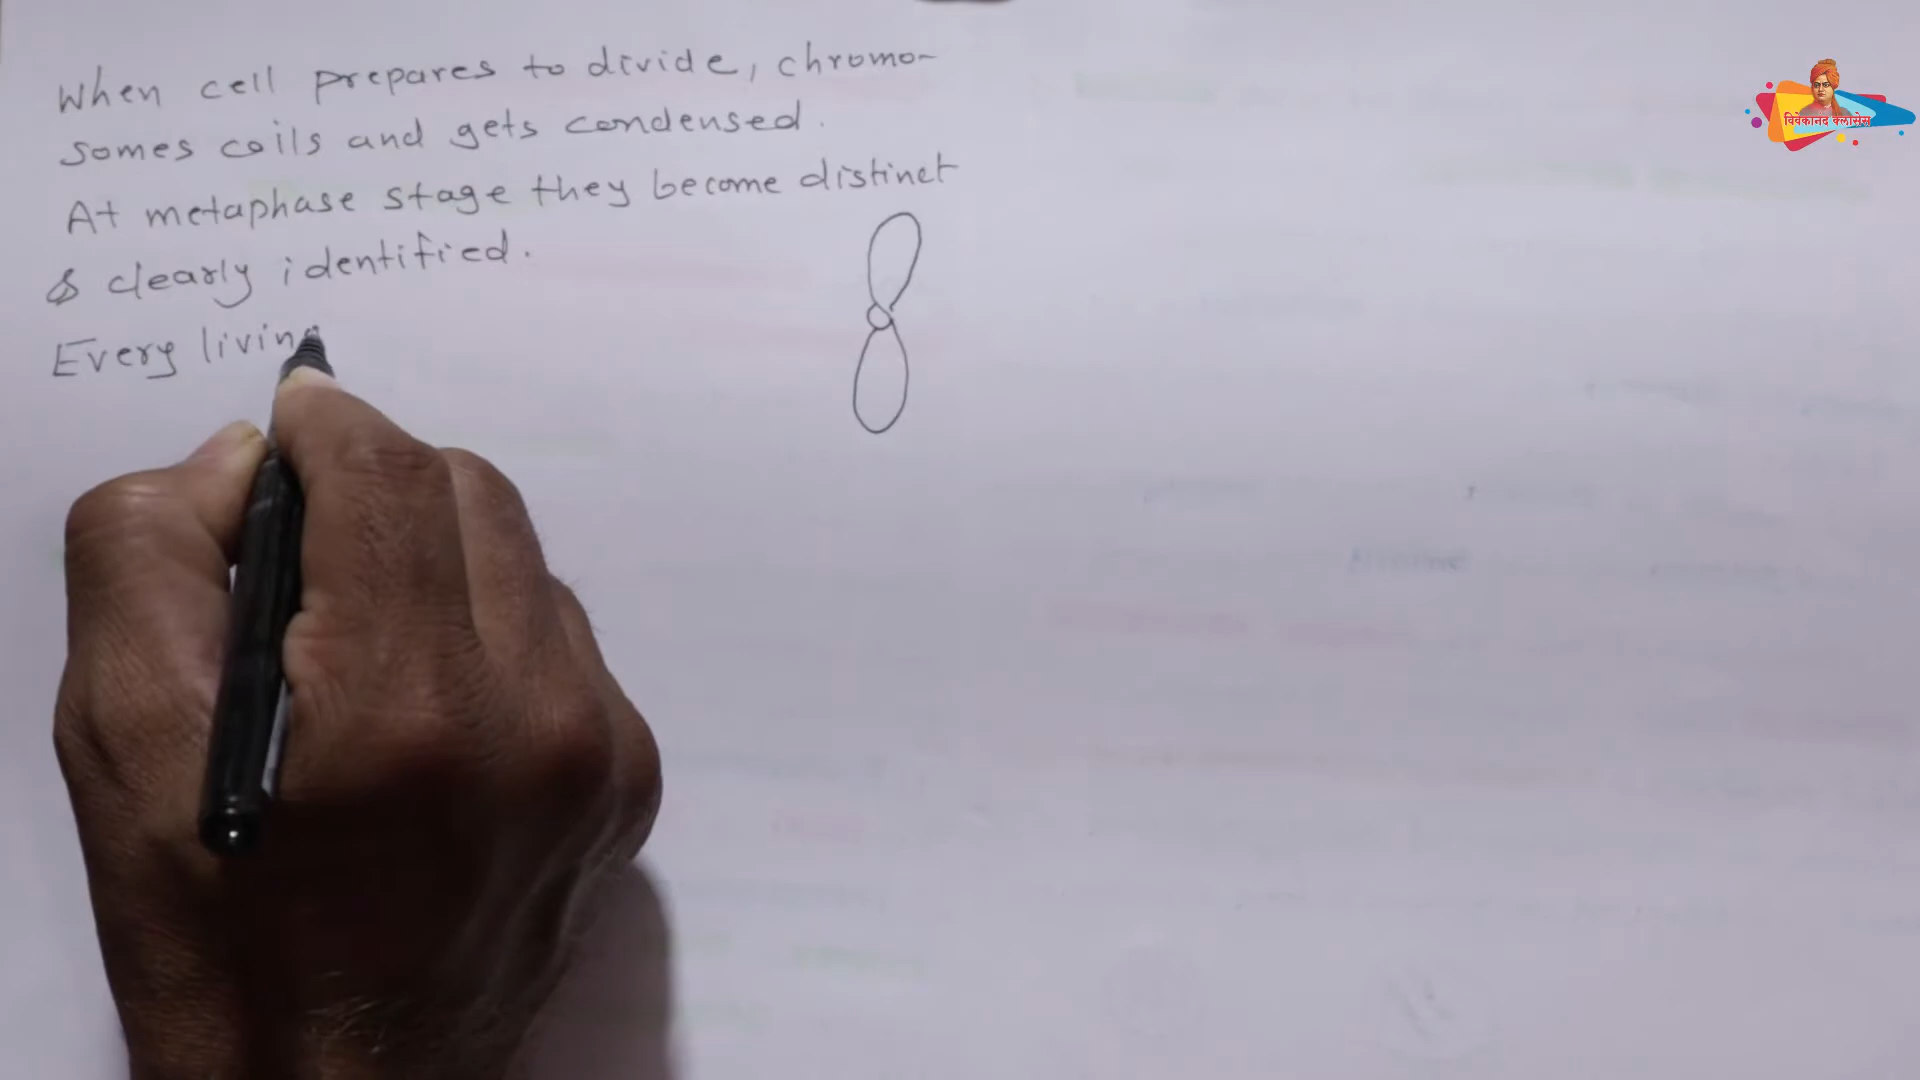 When cell prepares to divide, chromo-
somes coils and gets condensed.
At metaphase stage they become distinct
& clearly identified.
Every living
विवेकानंद क्लासेस